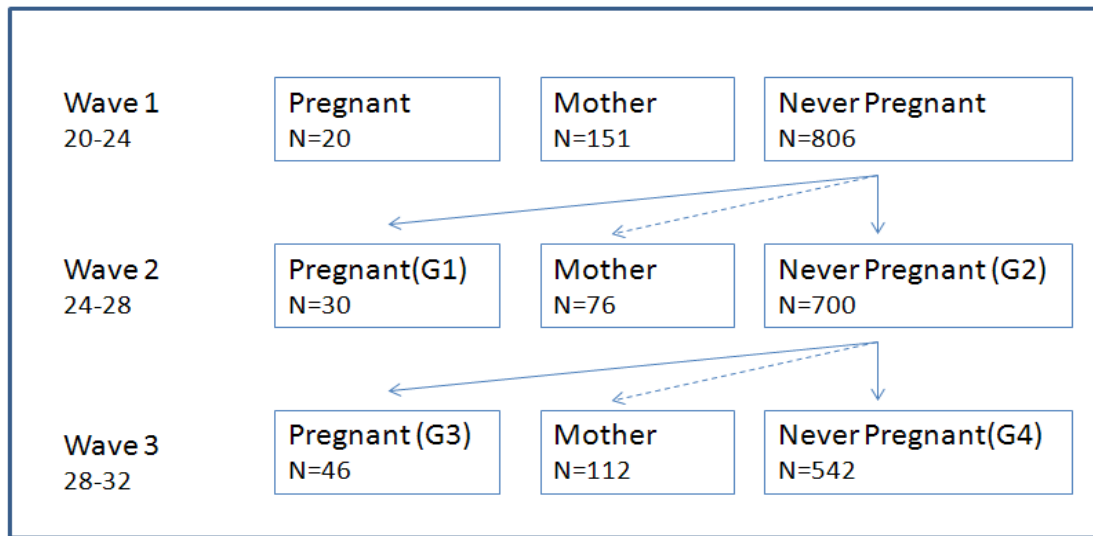 Wave 1
20-24
Pregnant
N=20
Mother
N=151
Never Pregnant
N=806
Wave 2
24-28
Pregnant(G1)
N=30
Mother
N=76
Never Pregnant (G2)
N=700
Wave 3
28-32
Pregnant (G3)
N=46
Mother
N=112
Never Pregnant(G4)
N=542